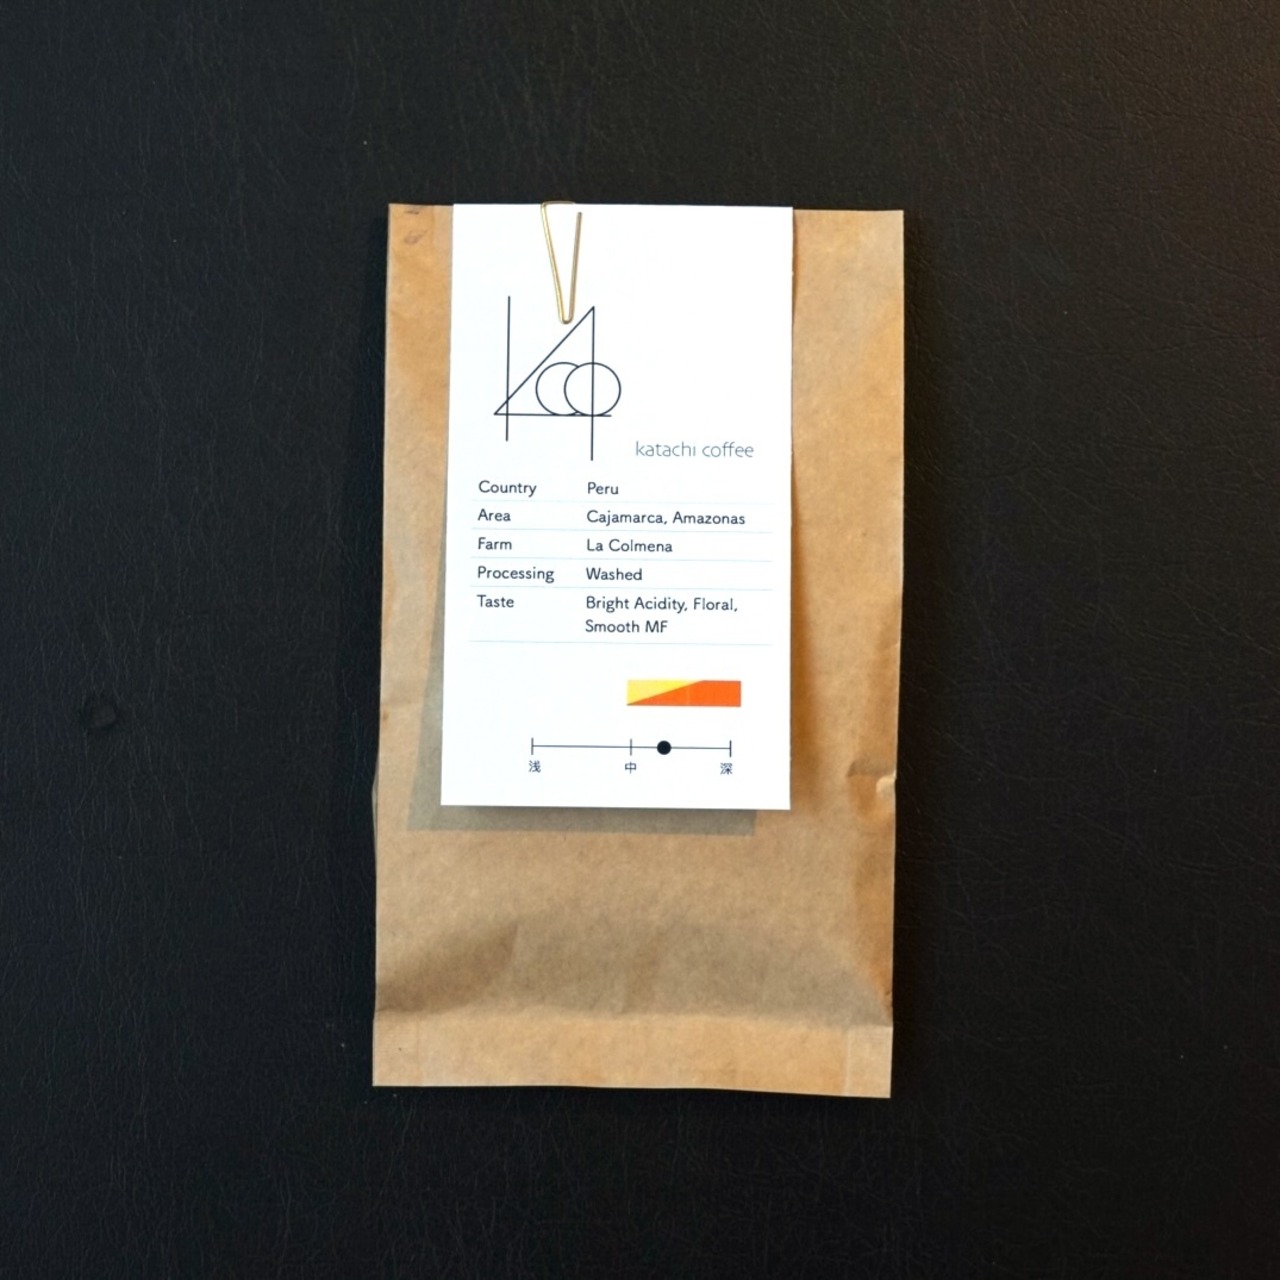 katachi coffee
Country Peru
Area Cajamarca, Amazonas
Farm La Colmena
Processing Washed
Taste Bright Acidity, Floral,
Smooth MF
浅 中 深